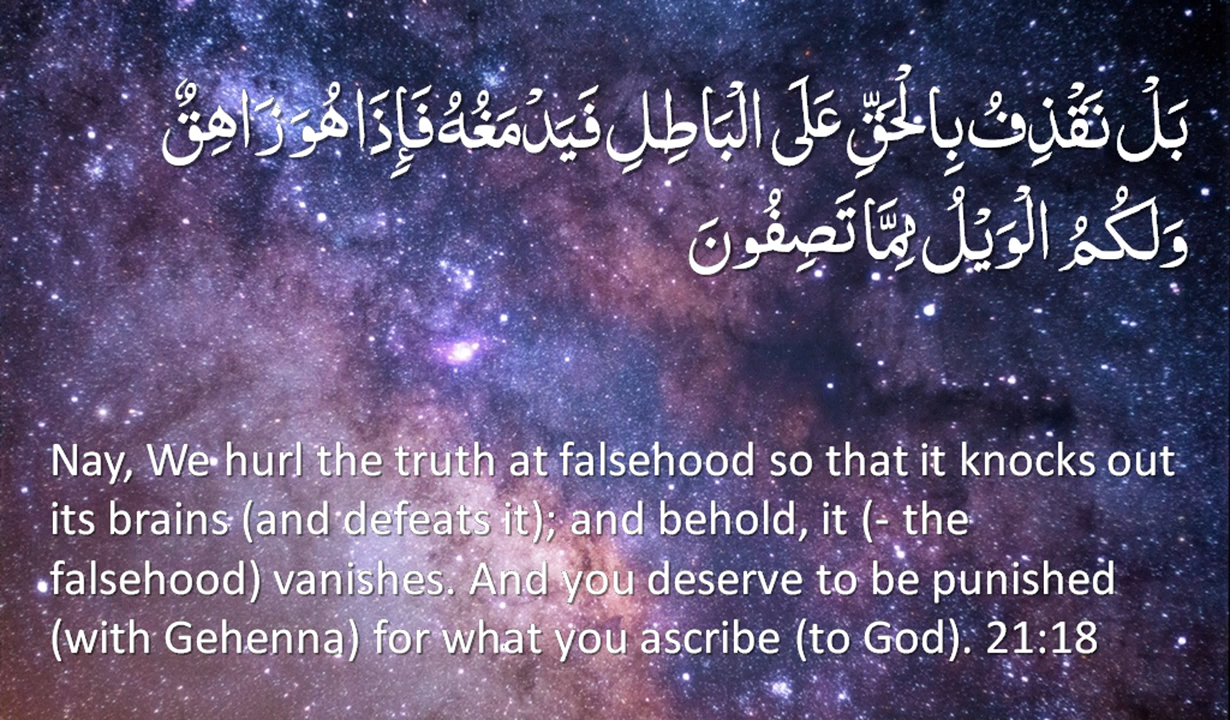 بَلْ نَقْذِفُ بِالْحَقِّ عَلَى الْبَاطِلِ فَيَدْمَغُهُ فَإِذَا هُوَ زَاهِقٌ
وَلَكُمُ الْوَيْلُ مِمَّا تَصِفُونَ
Nay, We hurl the truth at falsehood so that it knocks out
its brains (and defeats it); and behold, it (- the
falsehood) vanishes. And you deserve to be punished
(with Gehenna) for what you ascribe (to God). 21:18